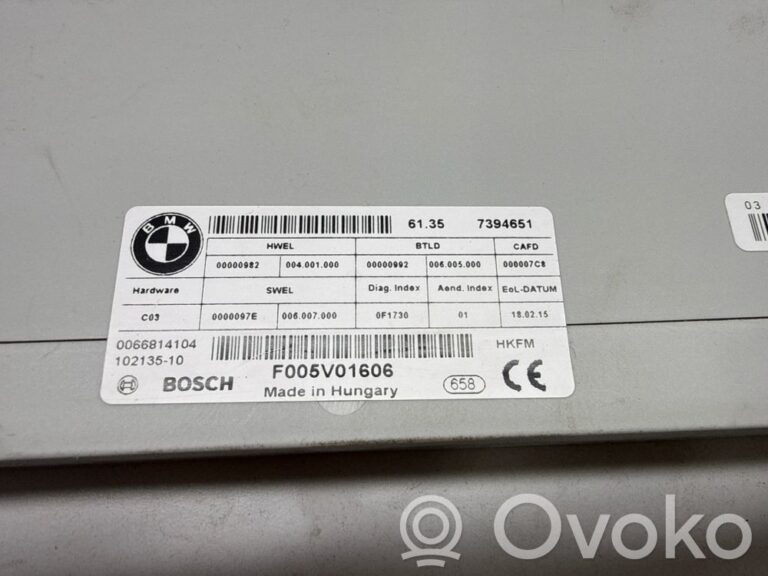 BMW
61.35 7394651
HWEL BTLD CAFD
00000982 004.001.000 00000992 006.005.000 000007C8
Hardware SWEL Diag. Index Aend. Index EoL-DATUM
C03 0000097E 006.007.000 0F1730 01 18.02.15
0066814104 HKFM
102135-10
BOSCH F005V01606
Made in Hungary 658 CE
03
Ovoko